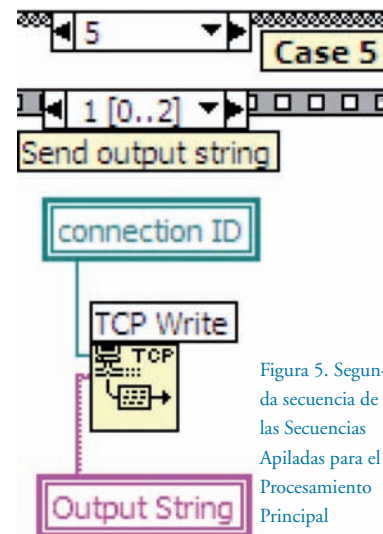 5
Case 5
1 [0..2]
Send output string
connection ID
TCP Write
TCP
Figura 5. Segun-
da secuencia de
las Secuencias
Apiladas para el
Procesamiento
Principal
Output String